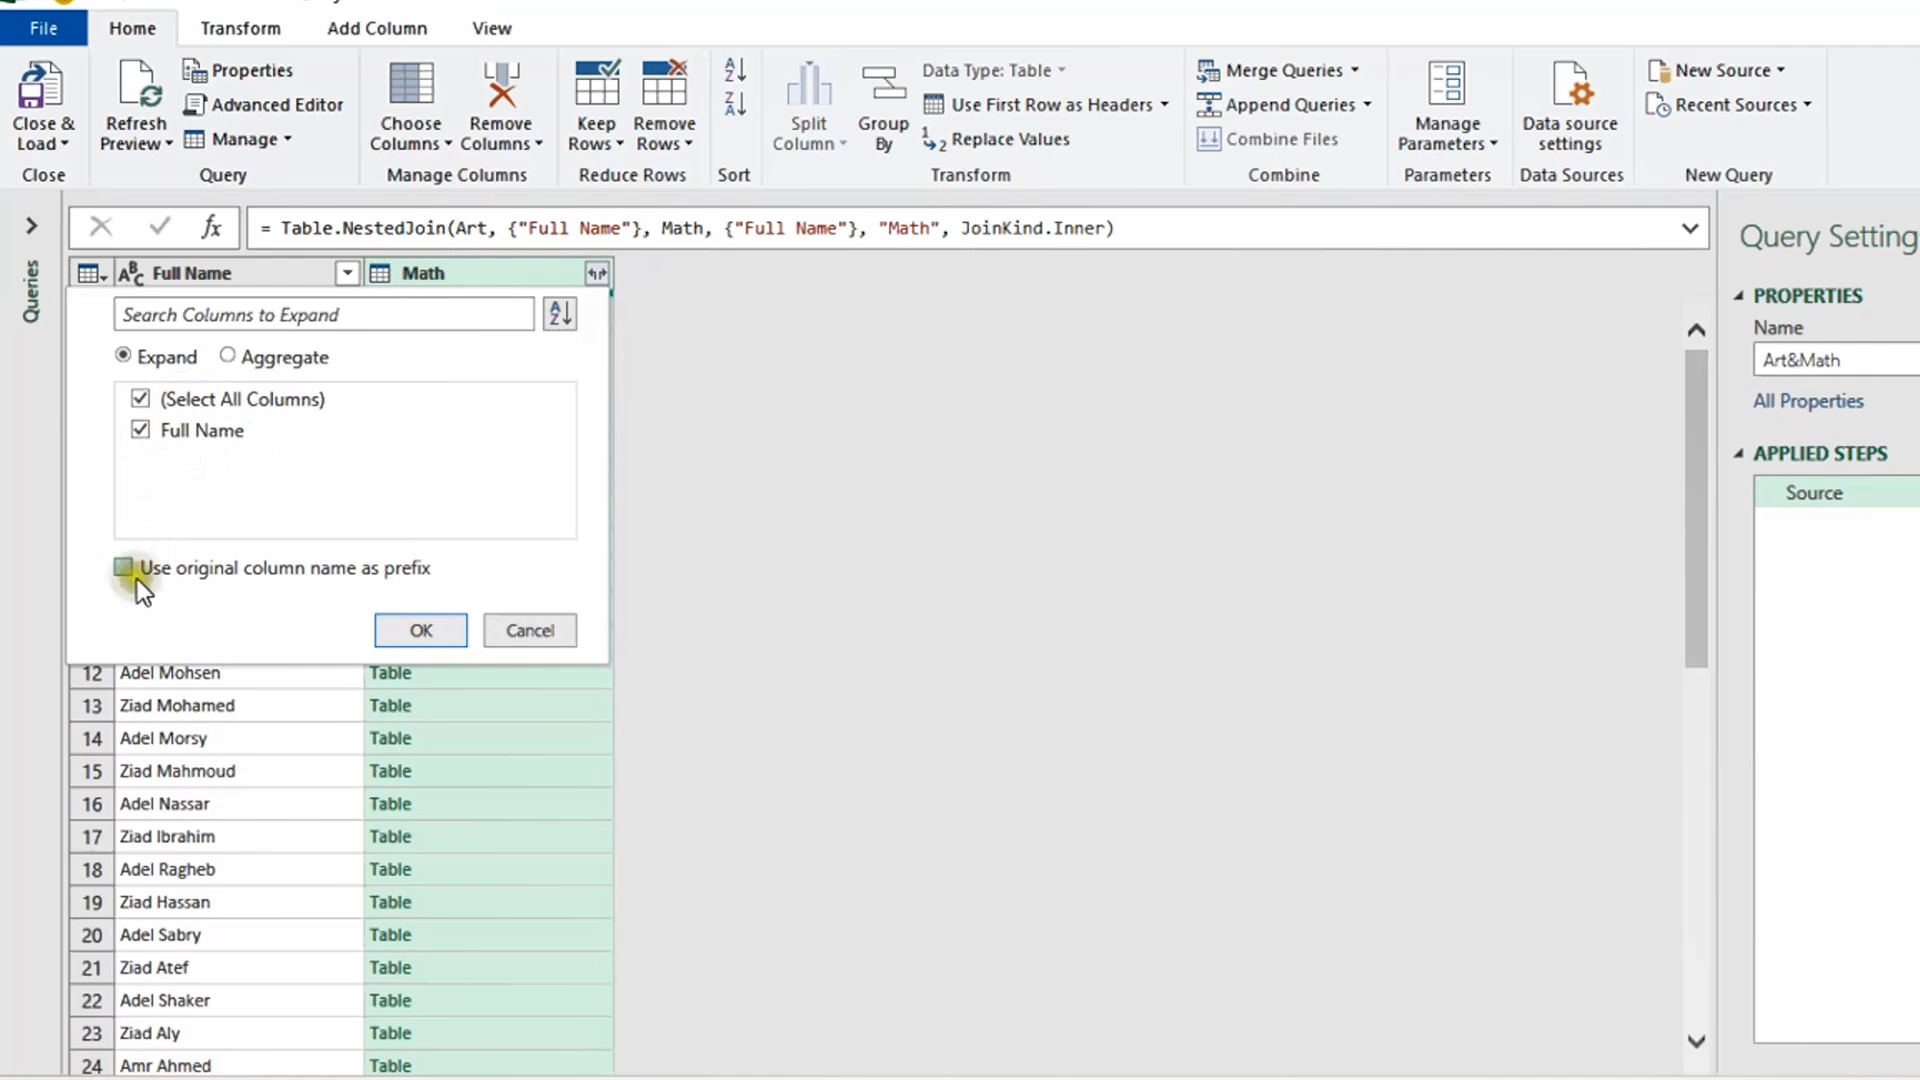 File Home Transform Add Column View
Close & Load
Close
Refresh Preview
Properties
Advanced Editor
Manage
Query
Choose Columns
Remove Columns
Manage Columns
Keep Rows
Remove Rows
Reduce Rows
Sort
Split Column
Group By
Data Type: Table
Use First Row as Headers
Replace Values
Transform
Merge Queries
Append Queries
Combine Files
Combine
Manage Parameters
Parameters
Data source settings
Data Sources
New Source
Recent Sources
New Query
fx = Table.NestedJoin(Art, {"Full Name"}, Math, {"Full Name"}, "Math", JoinKind.Inner)
Queries
ABC Full Name Math
Search Columns to Expand
Expand Aggregate
(Select All Columns)
Full Name
Use original column name as prefix
OK Cancel
12 Adel Mohsen Table
13 Ziad Mohamed Table
14 Adel Morsy Table
15 Ziad Mahmoud Table
16 Adel Nassar Table
17 Ziad Ibrahim Table
18 Adel Ragheb Table
19 Ziad Hassan Table
20 Adel Sabry Table
21 Ziad Atef Table
22 Adel Shaker Table
23 Ziad Aly Table
24 Amr Ahmed Table
Query Setting
PROPERTIES
Name
Art&Math
All Properties
APPLIED STEPS
Source